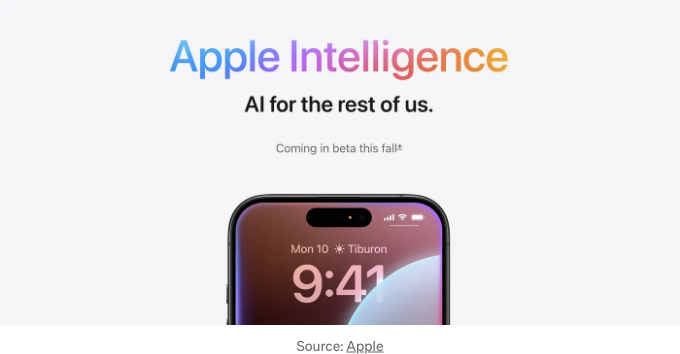 Apple Intelligence
AI for the rest of us.
Coming in beta this fall*
Mon 10 Tiburon
9:41
Source: Apple